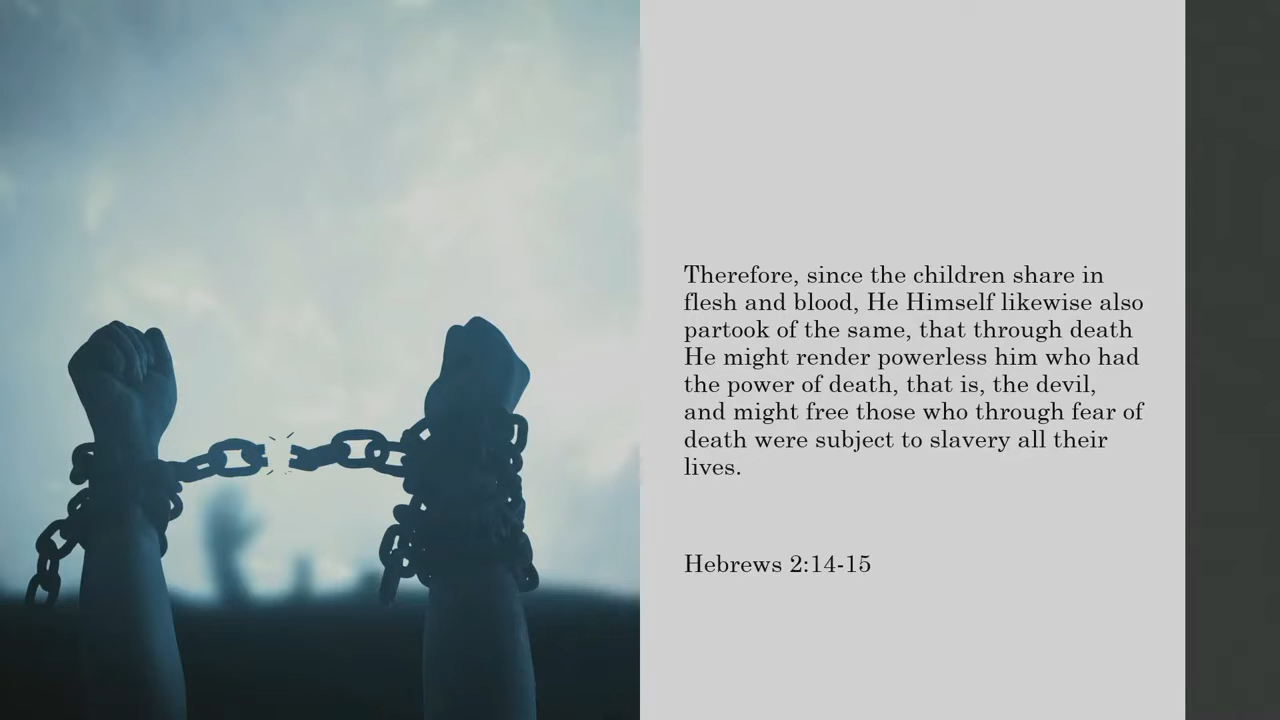 Therefore, since the children share in
flesh and blood, He Himself likewise also
partook of the same, that through death
He might render powerless him who had
the power of death, that is, the devil,
and might free those who through fear of
death were subject to slavery all their
lives.
Hebrews 2:14-15